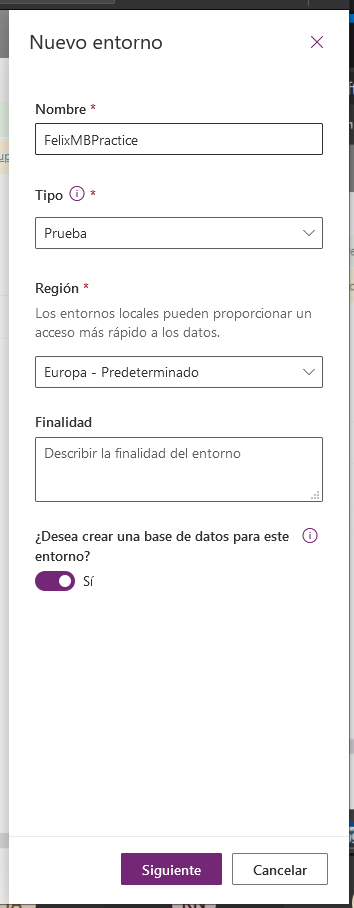 Nuevo entorno
Nombre *
FelixMBPractice
Tipo *
Prueba
Región *
Los entornos locales pueden proporcionar un
acceso más rápido a los datos.
Europa - Predeterminado
Finalidad
Describir la finalidad del entorno
¿Desea crear una base de datos para este
entorno?
Sí
Siguiente
Cancelar